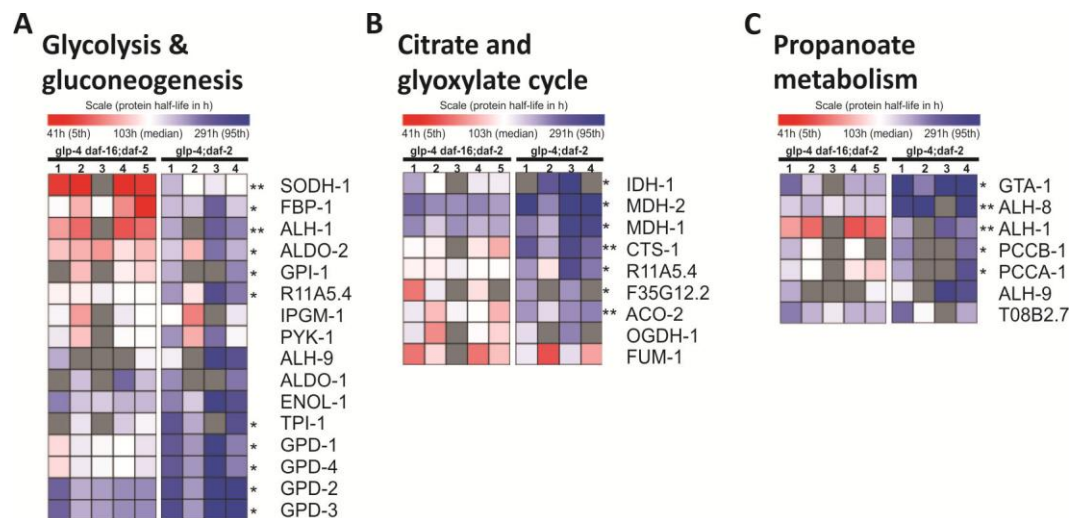 A Glycolysis &
gluconeogenesis
Scale (protein half-life in h)
41h (5th) 103h (median) 291h (95th)
glp-4 daf-16;daf-2 glp-4;daf-2
1 2 3 4 5 1 2 3 4
** SODH-1
* FBP-1
** ALH-1
* ALDO-2
* GPI-1
* R11A5.4
IPGM-1
PYK-1
ALH-9
ALDO-1
ENOL-1
* TPI-1
* GPD-1
* GPD-4
* GPD-2
* GPD-3
B Citrate and
glyoxylate cycle
Scale (protein half-life in h)
41h (5th) 103h (median) 291h (95th)
glp-4 daf-16;daf-2 glp-4;daf-2
1 2 3 4 5 1 2 3 4
* IDH-1
* MDH-2
* MDH-1
** CTS-1
* R11A5.4
* F35G12.2
** ACO-2
OGDH-1
FUM-1
C Propanoate
metabolism
Scale (protein half-life in h)
41h (5th) 103h (median) 291h (95th)
glp-4 daf-16;daf-2 glp-4;daf-2
1 2 3 4 5 1 2 3 4
* GTA-1
** ALH-8
** ALH-1
* PCCB-1
* PCCA-1
ALH-9
T08B2.7